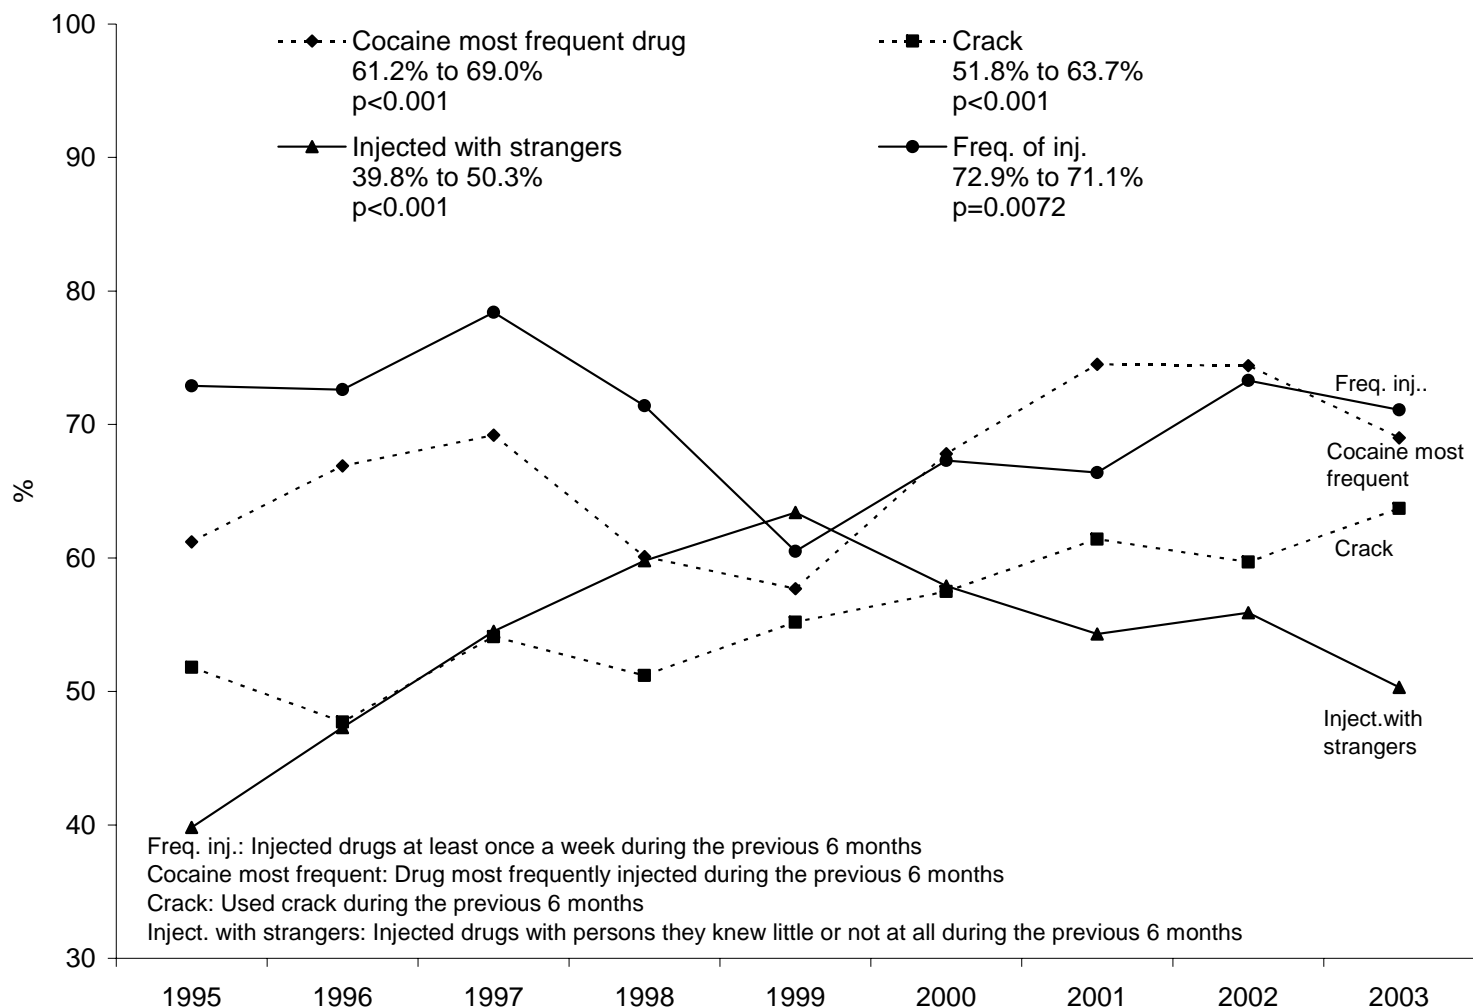 Cocaine most frequent drug
61.2% to 69.0%
p<0.001
Crack
51.8% to 63.7%
p<0.001
Injected with strangers
39.8% to 50.3%
p<0.001
Freq. of inj.
72.9% to 71.1%
p=0.0072
100
90
80
70
60
50
40
30
%
Freq. inj..
Cocaine most
frequent
Crack
Inject.with
strangers
Freq. inj.: Injected drugs at least once a week during the previous 6 months
Cocaine most frequent: Drug most frequently injected during the previous 6 months
Crack: Used crack during the previous 6 months
Inject. with strangers: Injected drugs with persons they knew little or not at all during the previous 6 months
1995 1996 1997 1998 1999 2000 2001 2002 2003